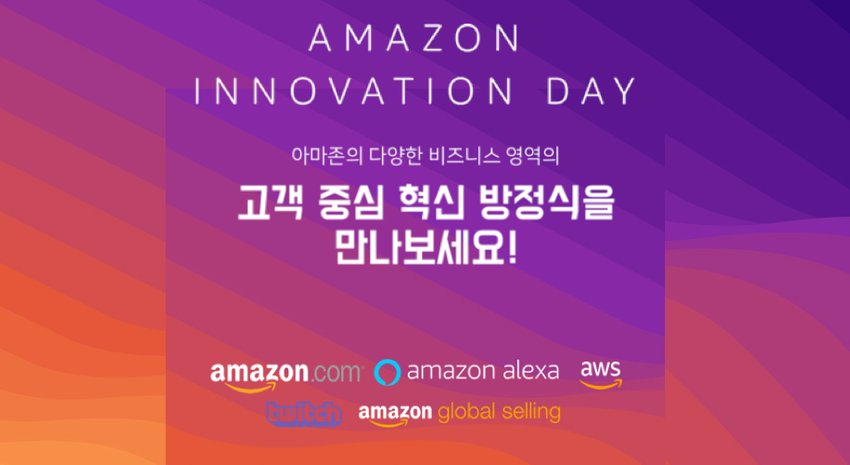 AMAZON
INNOVATION DAY
아마존의 다양한 비즈니스 영역의
고객 중심 혁신 방정식을
만나보세요!
amazon.com amazon alexa aws
twitch amazon global selling